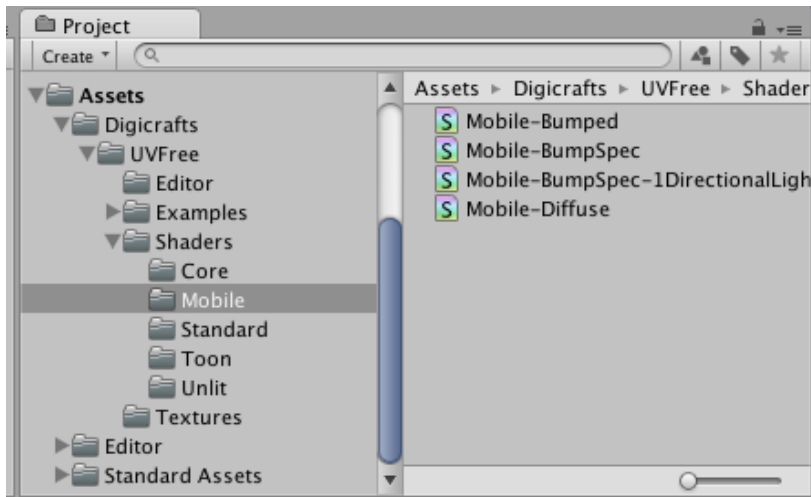 Project
Create
Assets
Digicrafts
UVFree
Editor
Examples
Shaders
Core
Mobile
Standard
Toon
Unlit
Textures
Editor
Standard Assets
Assets ▶ Digicrafts ▶ UVFree ▶ Shader
S Mobile-Bumped
S Mobile-BumpSpec
S Mobile-BumpSpec-1DirectionalLigh
S Mobile-Diffuse